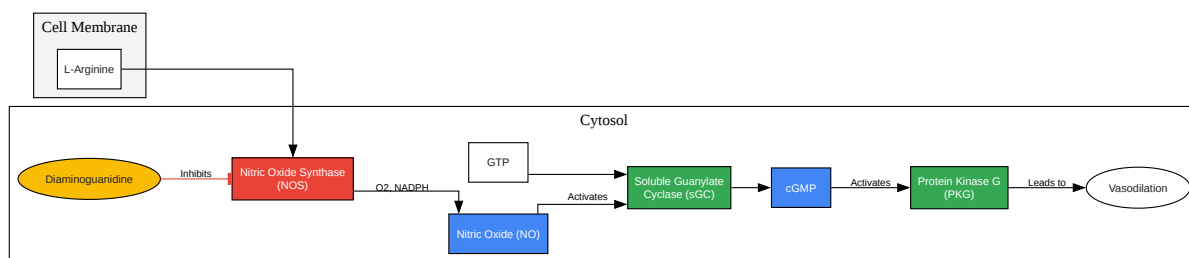 Cell Membrane
L-Arginine
Cytosol
Diaminoguanidine
Inhibits
Nitric Oxide Synthase
(NOS)
O2, NADPH
GTP
Nitric Oxide (NO)
Activates
Soluble Guanylate
Cyclase (sGC)
cGMP
Activates
Protein Kinase G
(PKG)
Leads to
Vasodilation